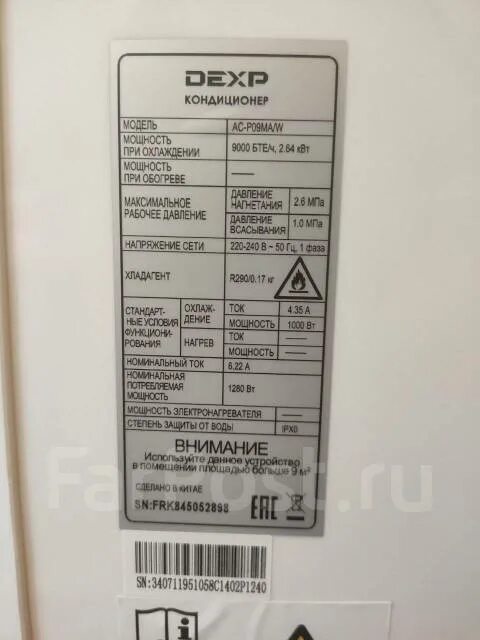 DEXP
КОНДИЦИОНЕР
МОДЕЛЬ AC-P09MA/W
МОЩНОСТЬ
ПРИ ОХЛАЖДЕНИИ 9000 БТЕ/ч, 2.64 кВт
МОЩНОСТЬ
ПРИ ОБОГРЕВЕ ——
МАКСИМАЛЬНОЕ
РАБОЧЕЕ ДАВЛЕНИЕ
ДАВЛЕНИЕ
НАГНЕТАНИЯ 2.6 МПа
ДАВЛЕНИЕ
ВСАСЫВАНИЯ 1.0 МПа
НАПРЯЖЕНИЕ СЕТИ 220-240 В ~ 50 Гц, 1 фаза
ХЛАДАГЕНТ R290/0.17 кг
СТАНДАРТ-
НЫЕ УСЛОВИЯ
ФУНКЦИОНИ-
РОВАНИЯ
ОХЛАЖ-
ДЕНИЕ
ТОК 4.35 А
МОЩНОСТЬ 1000 Вт
НАГРЕВ
ТОК ——
МОЩНОСТЬ ——
НОМИНАЛЬНЫЙ ТОК 6.22 А
НОМИНАЛЬНАЯ
ПОТРЕБЛЯЕМАЯ
МОЩНОСТЬ 1280 Вт
МОЩНОСТЬ ЭЛЕКТРОНАГРЕВАТЕЛЯ ——
СТЕПЕНЬ ЗАЩИТЫ ОТ ВОДЫ IPX0
ВНИМАНИЕ
Используйте данное устройство
в помещении площадью больше 9 м²
СДЕЛАНО В КИТАЕ
SN:FRK845052898
EAC
SN:340711951058C1402P1240
FarPost.ru